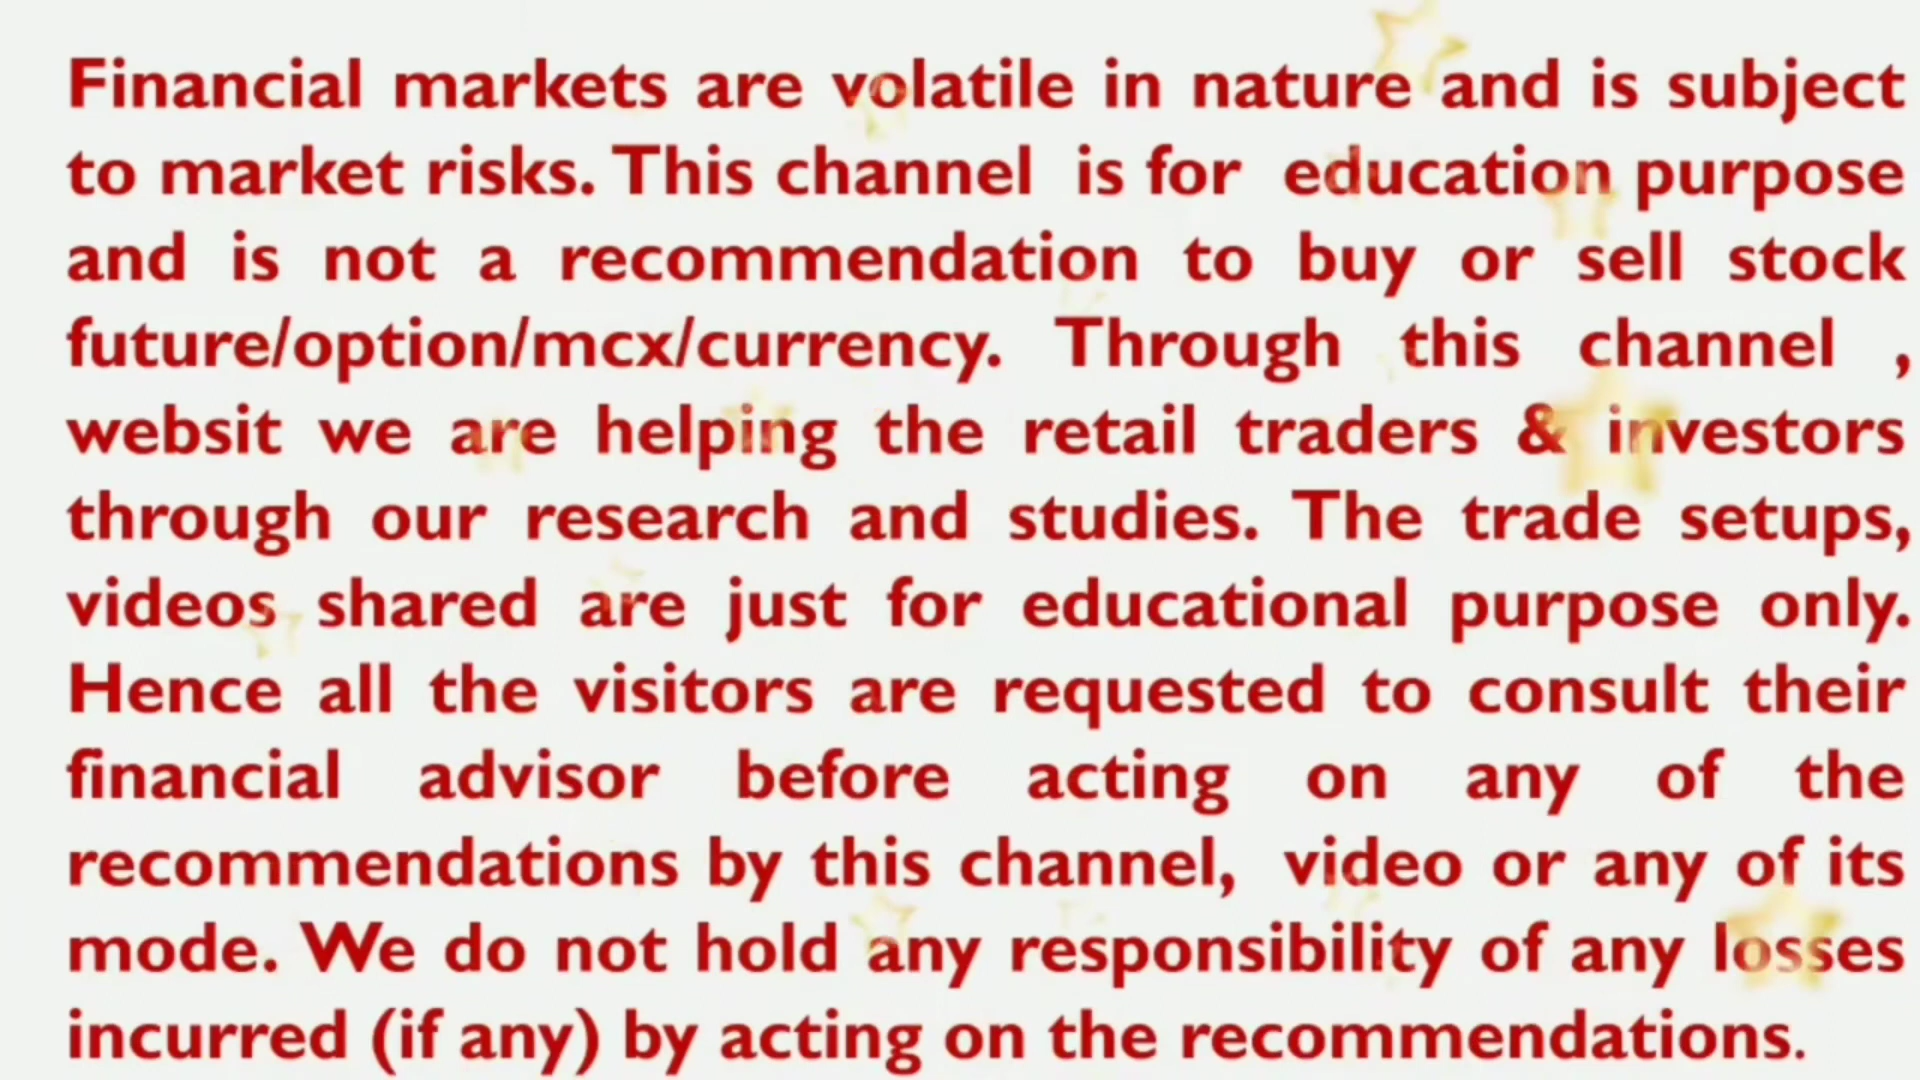 Financial markets are volatile in nature and is subject
to market risks. This channel is for education purpose
and is not a recommendation to buy or sell stock
future/option/mcx/currency. Through this channel ,
websit we are helping the retail traders & investors
through our research and studies. The trade setups,
videos shared are just for educational purpose only.
Hence all the visitors are requested to consult their
financial advisor before acting on any of the
recommendations by this channel, video or any of its
mode. We do not hold any responsibility of any losses
incurred (if any) by acting on the recommendations.